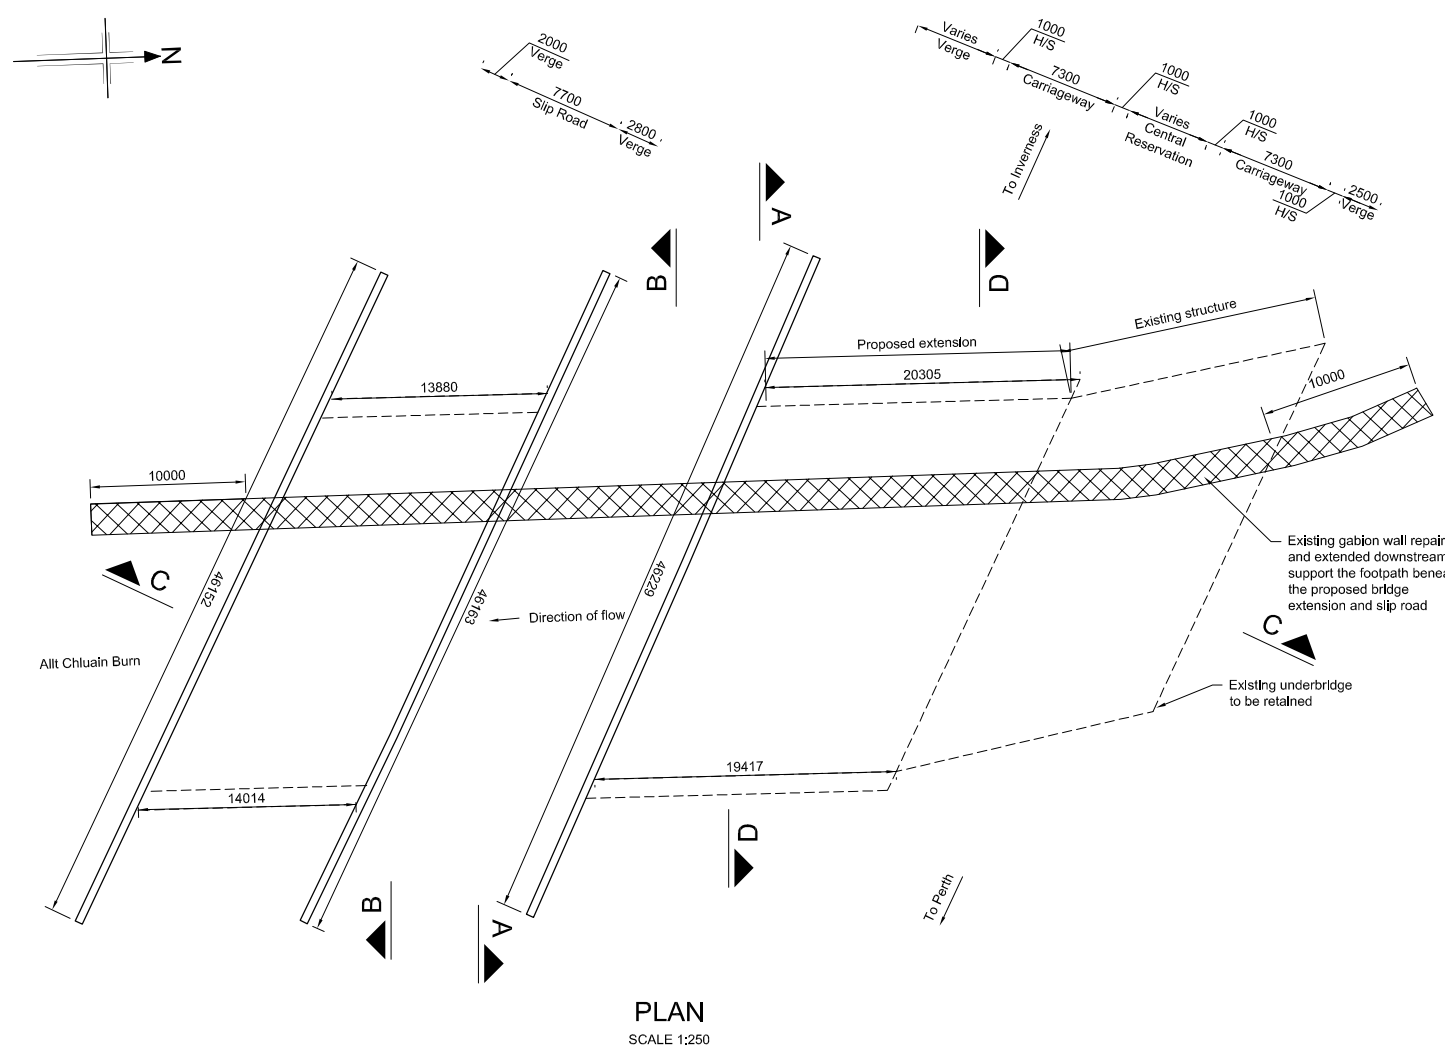 N
2000
Verge
7700
Slip Road
2800
Verge
Varies
Verge
1000
H/S
7300
Carriageway
1000
H/S
Varies
Central
Reservation
1000
H/S
7300
Carriageway
1000
H/S
2500
Verge
To Inverness
A
B
D
Existing structure
Proposed extension
20305
13880
10000
10000
Existing gabion wall repair
and extended downstream
support the footpath
the proposed bridge
extension and slip road
C
46152
46163
46229
Direction of flow
C
Allt Chluain Burn
Existing underbridge
to be retained
19417
14014
D
B
A
To Perth
PLAN
SCALE 1:250